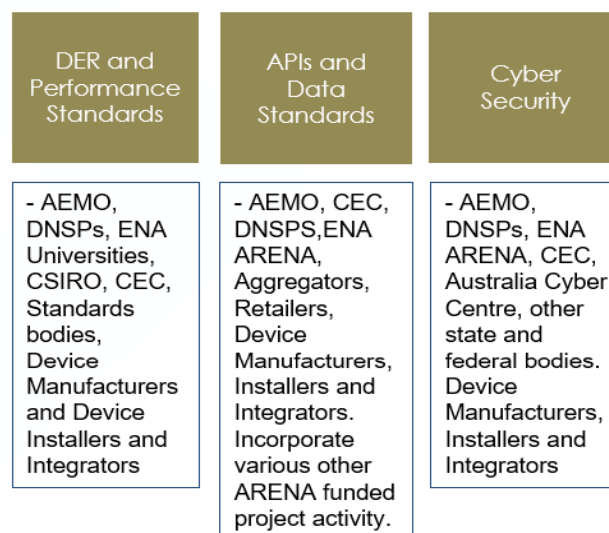 DER and
Performance
Standards
- AEMO,
DNSPs, ENA
Universities,
CSIRO, CEC,
Standards
bodies,
Device
Manufacturers
and Device
Installers and
Integrators
APIs and
Data
Standards
- AEMO, CEC,
DNSPS,ENA
ARENA,
Aggregators,
Retailers,
Device
Manufacturers,
Installers and
Integrators.
Incorporate
various other
ARENA funded
project activity.
Cyber
Security
- AEMO,
DNSPs, ENA
ARENA, CEC,
Australia Cyber
Centre, other
state and
federal bodies.
Device
Manufacturers,
Installers and
Integrators